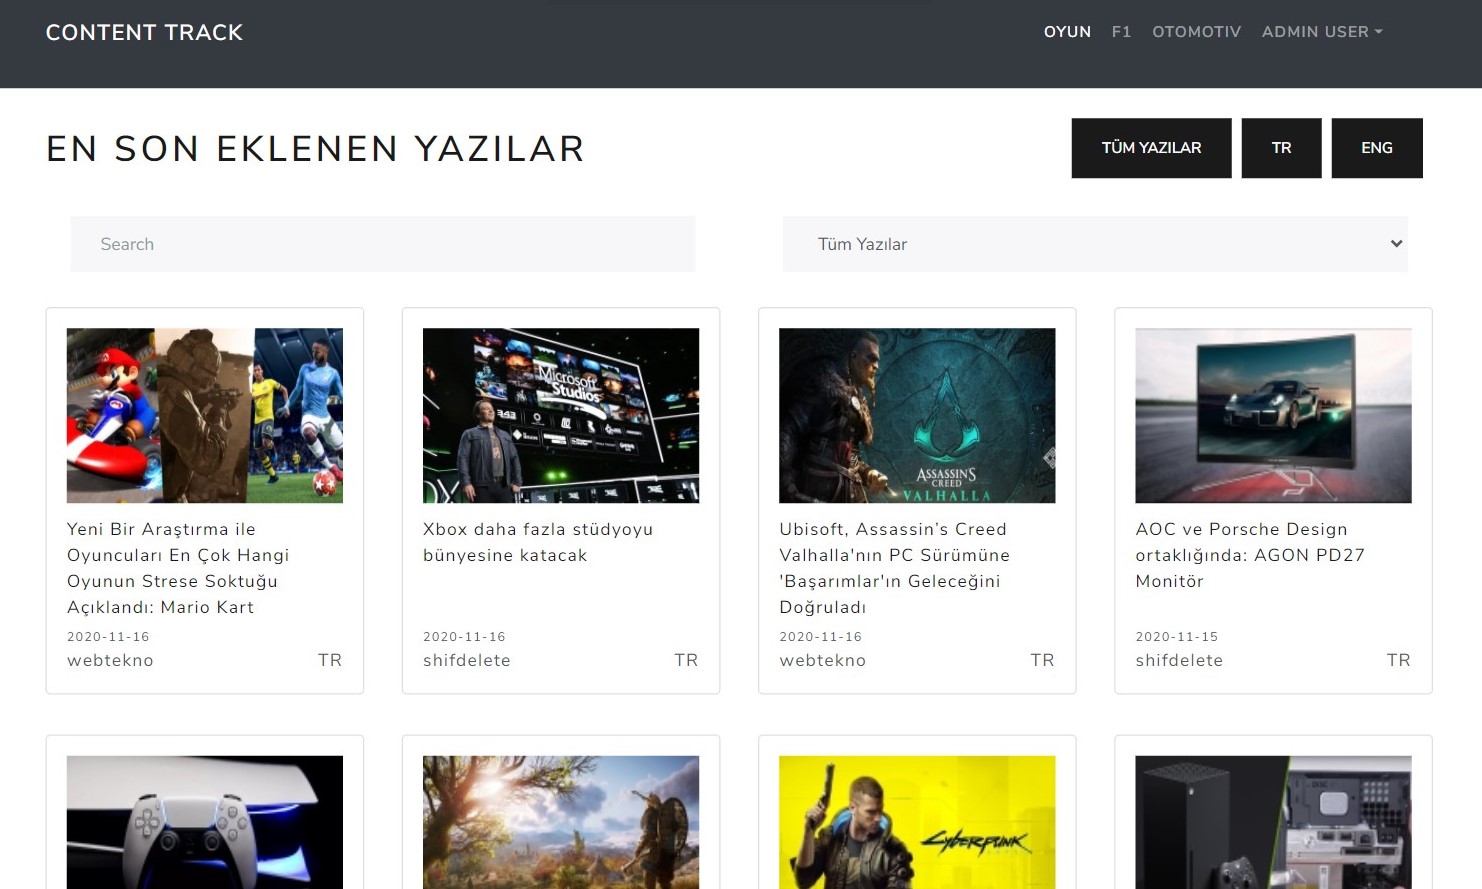 CONTENT TRACK
OYUN F1 OTOMOTIV ADMIN USER
EN SON EKLENEN YAZILAR
TÜM YAZILAR TR ENG
Search
Tüm Yazılar
Microsoft
Studios
343
Yeni Bir Araştırma ile
Oyuncuları En Çok Hangi
Oyunun Strese Soktuğu
Açıklandı: Mario Kart
2020-11-16
webtekno TR
Xbox daha fazla stüdyoyu
bünyesine katacak
2020-11-16
shifdelete TR
ASSASSIN'S
CREED
VALHALLA
Ubisoft, Assassin’s Creed
Valhalla'nın PC Sürümüne
'Başarımlar'ın Geleceğini
Doğruladı
2020-11-16
webtekno TR
AOC ve Porsche Design
ortaklığında: AGON PD27
Monitör
2020-11-15
shifdelete TR
CYBERPUNK